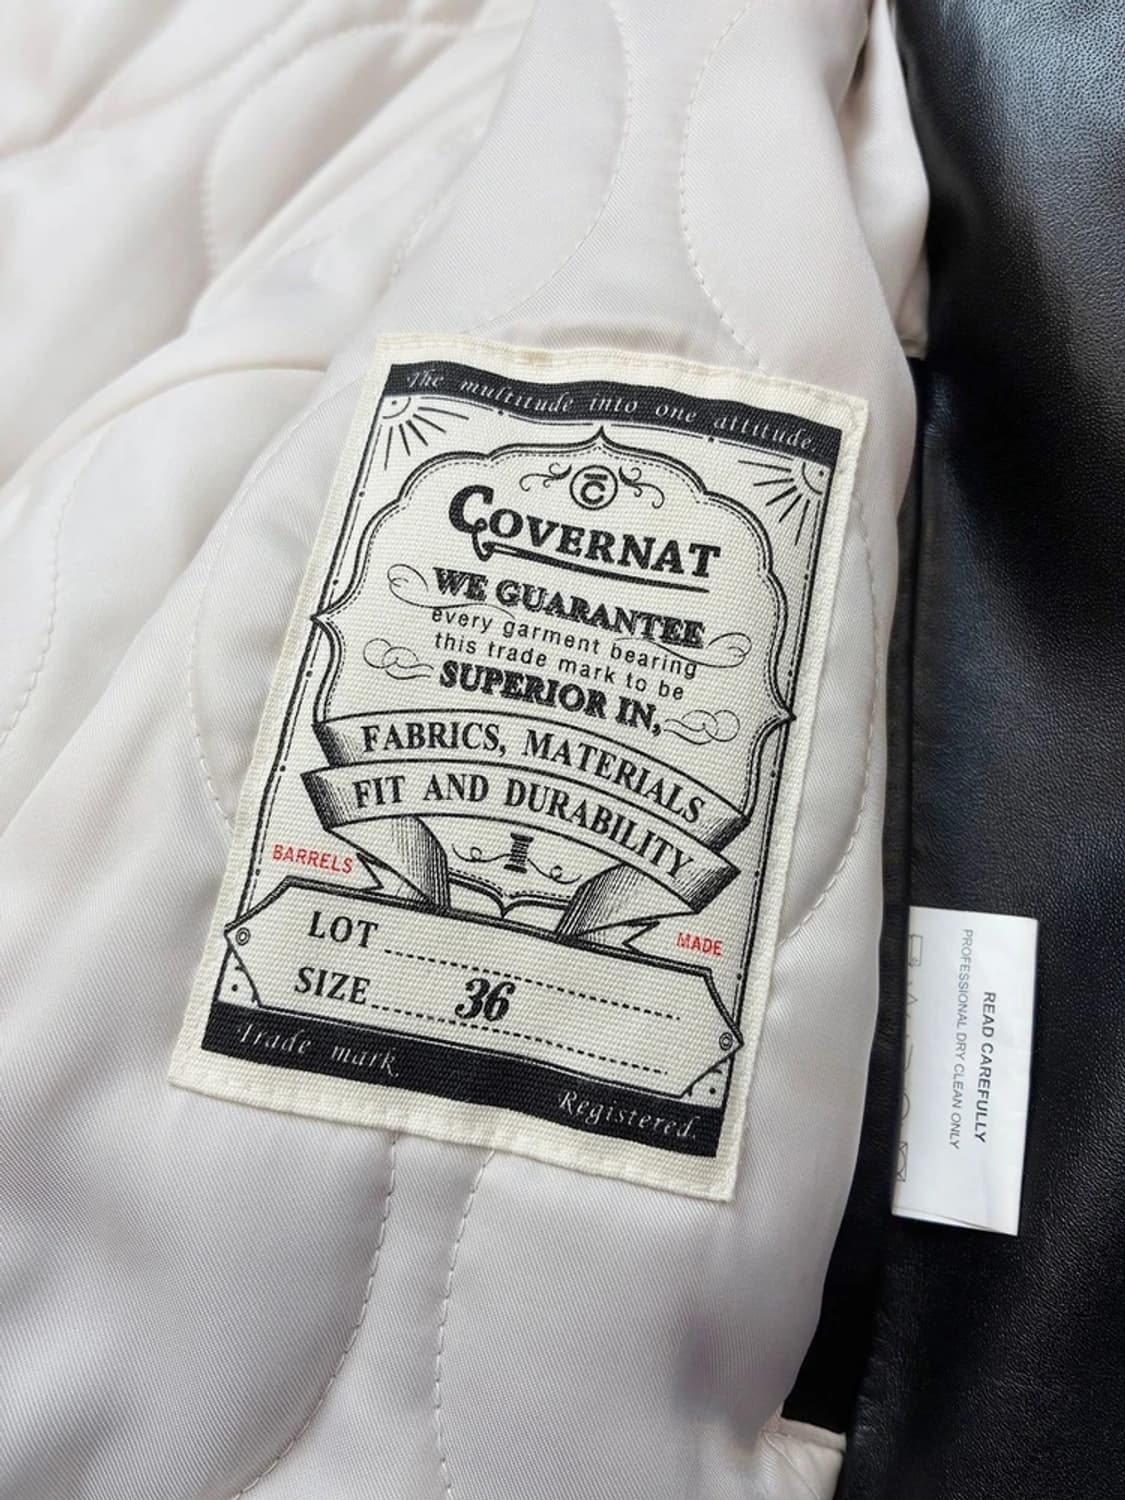 The multitude into one attitude,
C
COVERNAT
WE GUARANTEE
every garment bearing
this trade mark to be
SUPERIOR IN,
FABRICS, MATERIALS
FIT AND DURABILITY
I
BARRELS
MADE
LOT
SIZE 36
Trade mark
Registered.
READ CAREFULLY
PROFESSIONAL DRY CLEAN ONLY